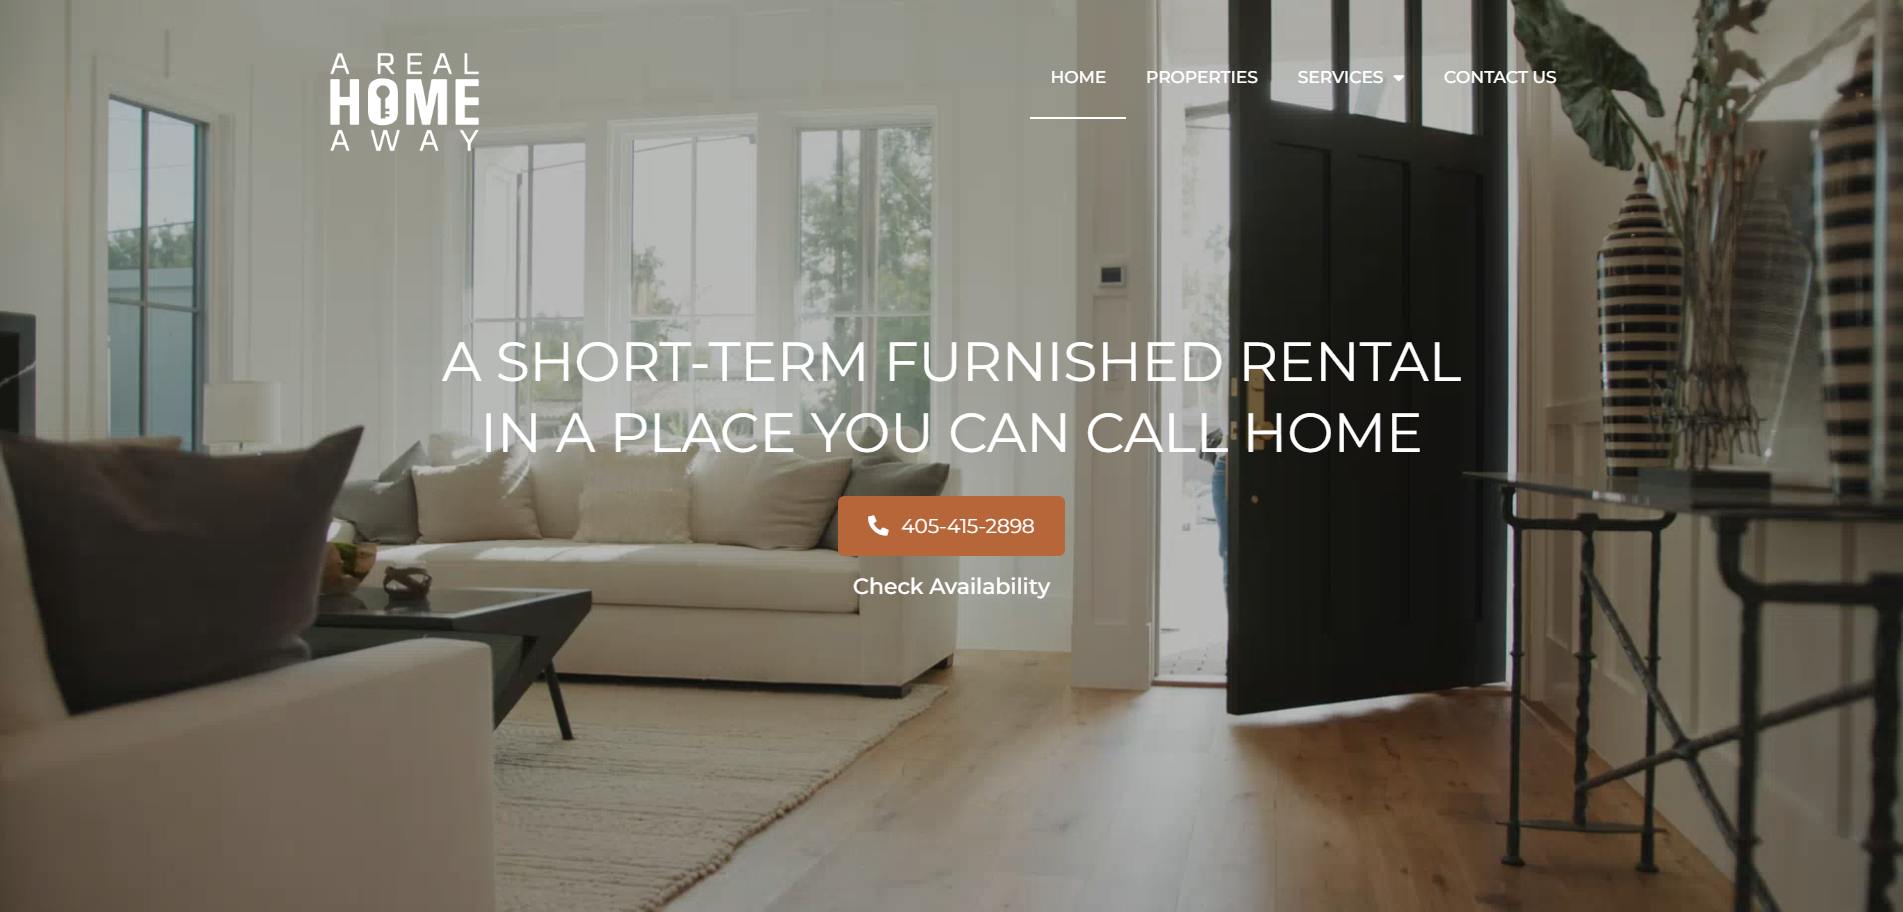 A REAL
HOME
AWAY
HOME
PROPERTIES
SERVICES
CONTACT US
A SHORT-TERM FURNISHED RENTAL
IN A PLACE YOU CAN CALL HOME
405-415-2898
Check Availability